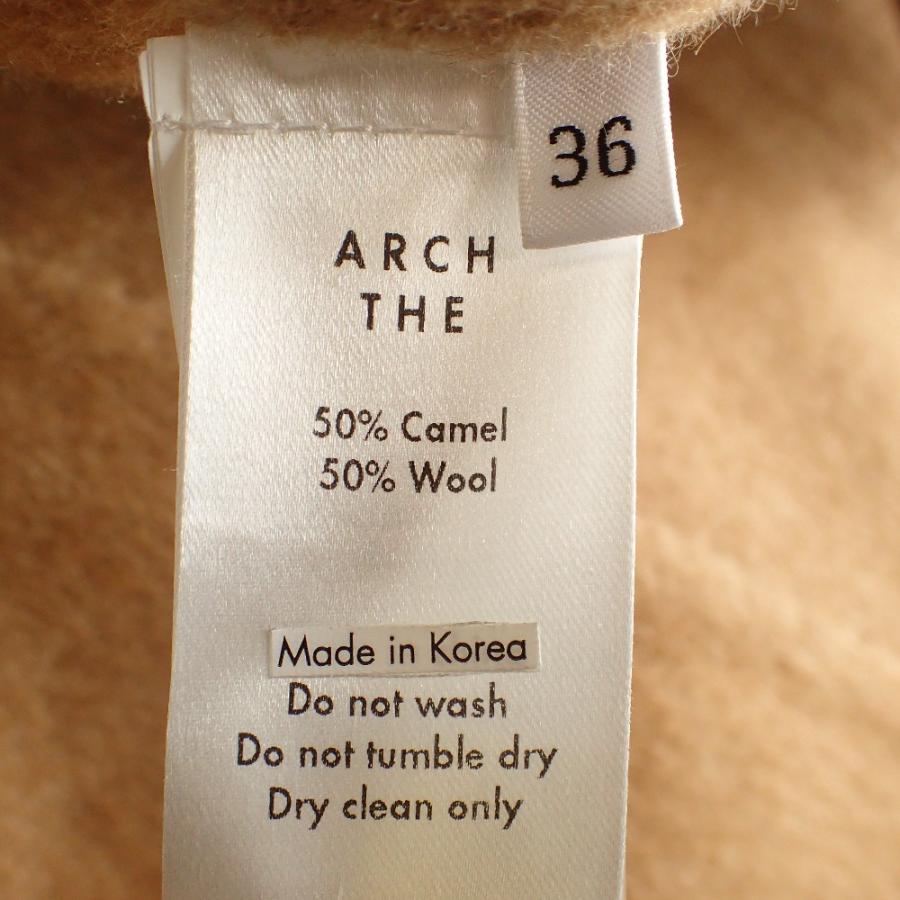 36
ARCH
THE
50% Camel
50% Wool
Made in Korea
Do not wash
Do not tumble dry
Dry clean only